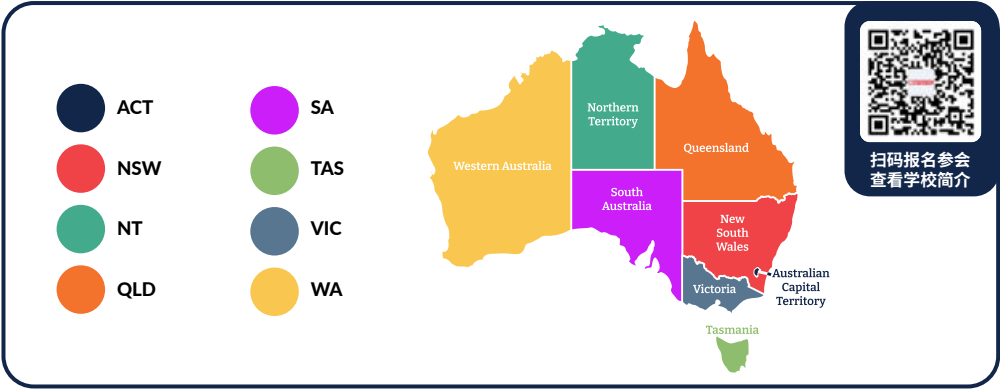 ACT
NSW
NT
QLD
SA
TAS
VIC
WA
Western Australia
Northern
Territory
Queensland
South
Australia
New
South
Wales
Victoria
Australian
Capital
Territory
Tasmania
扫码报名参会
查看学校简介